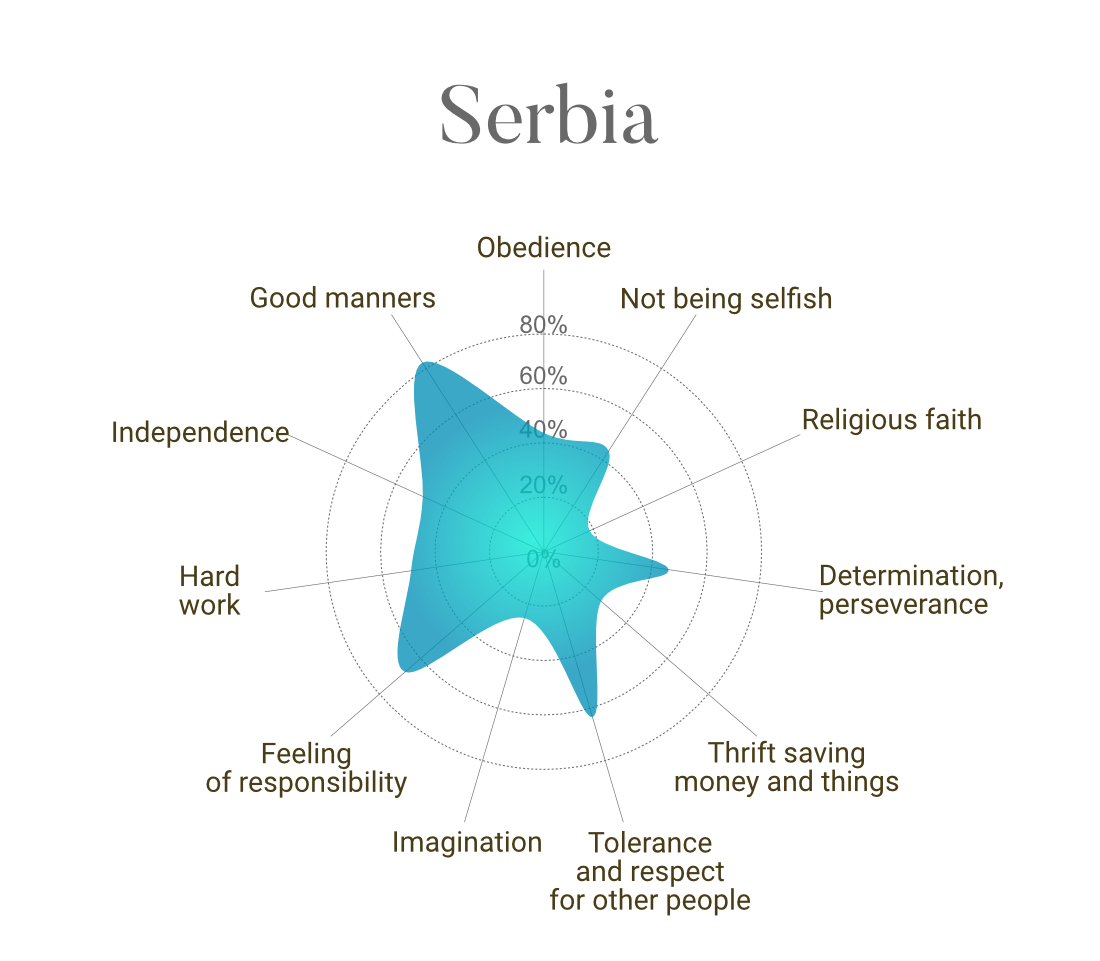 Serbia
Obedience
Good manners
Not being selfish
80%
60%
Religious faith
Independence
40%
20%
0%
Hard
work
Determination,
perseverance
Feeling
of responsibility
Thrift saving
money and things
Imagination
Tolerance
and respect
for other people